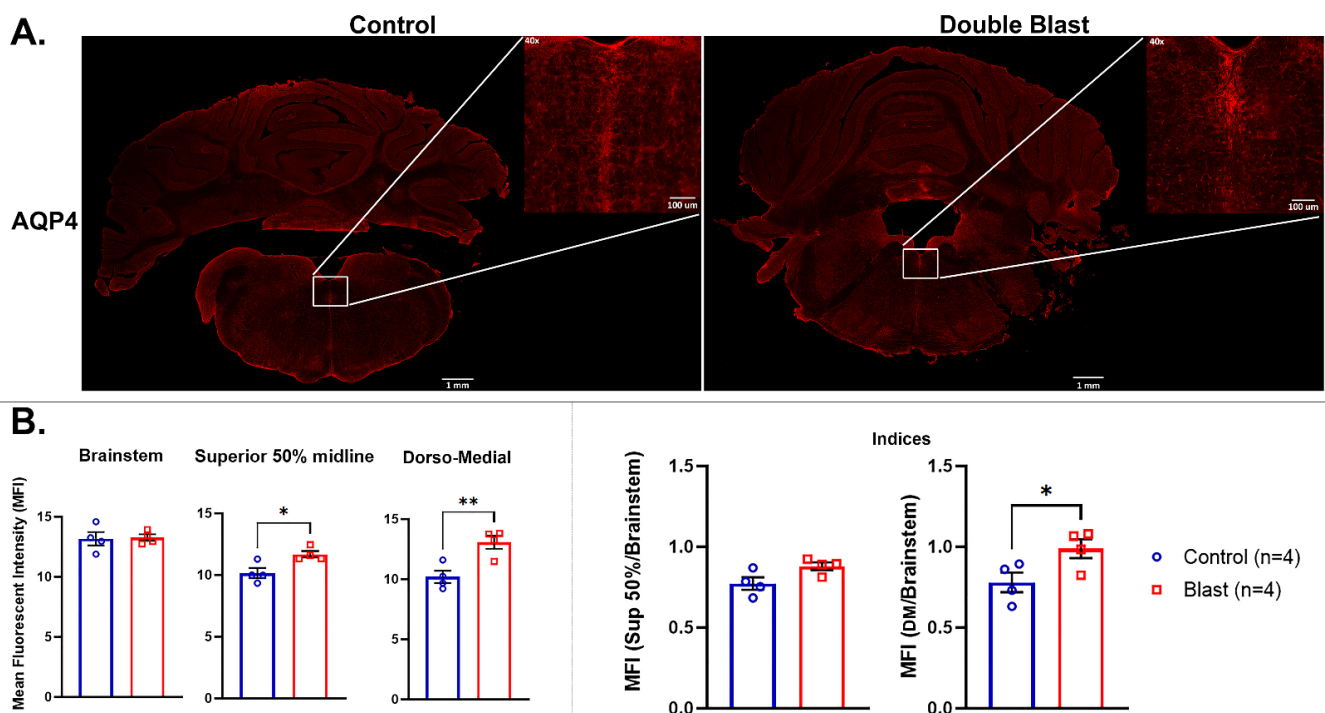 A.
Control
Double Blast
40x
40x
AQP4
100 um
100 um
1 mm
1 mm
B.
Brainstem
Superior 50% midline
Dorso-Medial
Indices
Mean Fluorescent Intensity (MFI)
15
10
5
0
*
15
10
5
0
**
15
10
5
0
MFI (Sup 50%/Brainstem)
1.5
1.0
0.5
0.0
MFI (DM/Brainstem)
1.5
1.0
0.5
0.0
*
Control (n=4)
Blast (n=4)